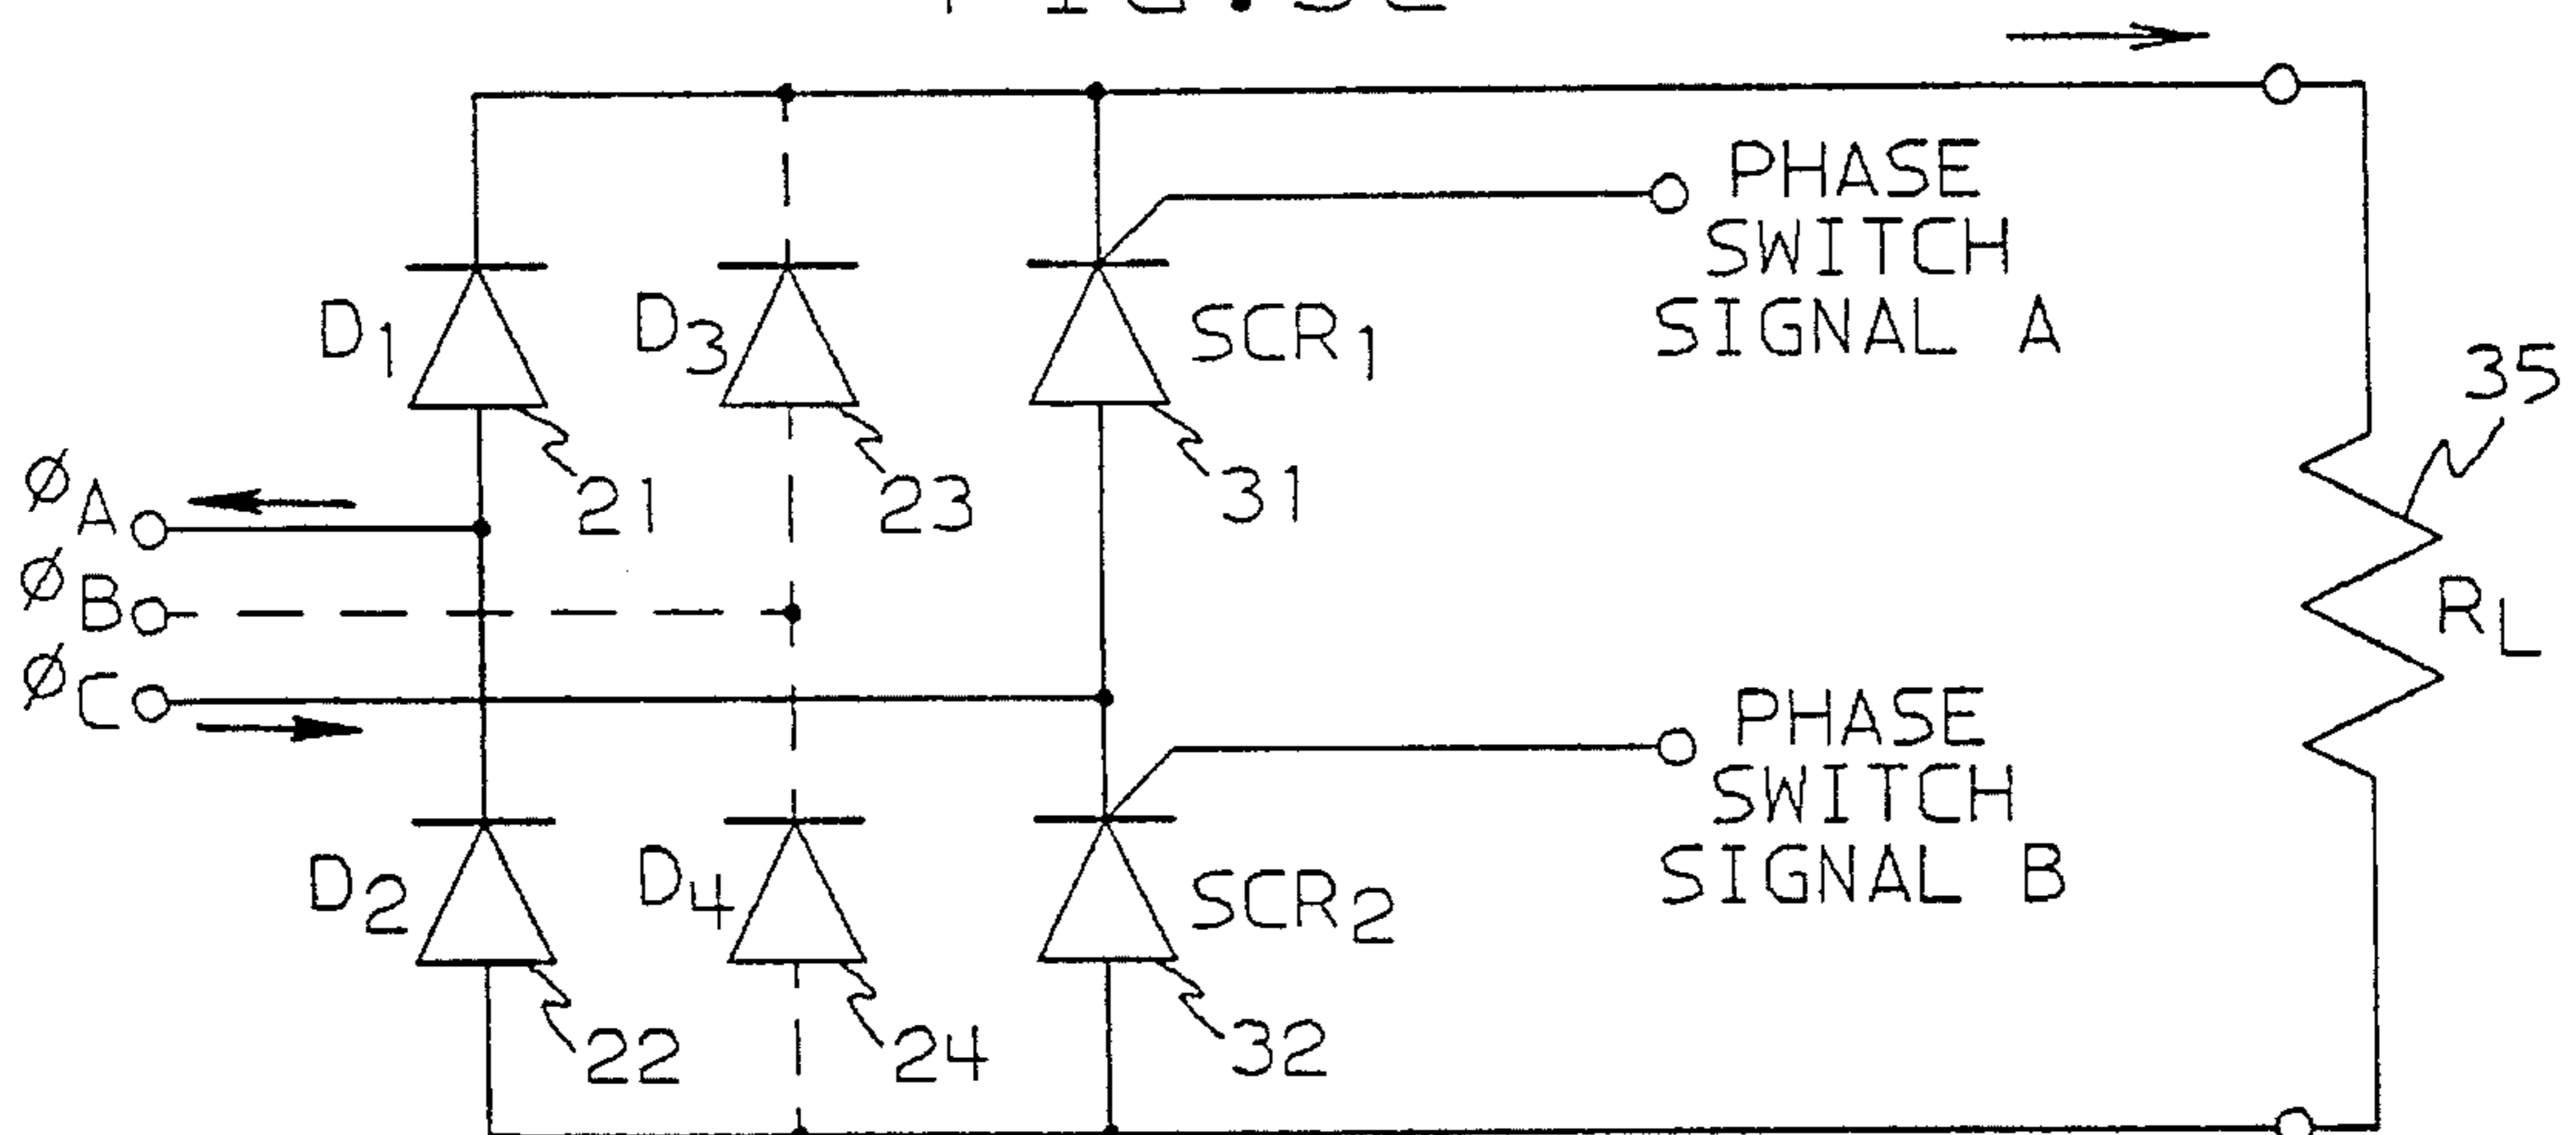 PHASE
SWITCH
SIGNAL A
D1
D3
SCR1
35
21
23
31
ØA
ØB
ØC
RL
PHASE
SWITCH
SIGNAL B
D2
D4
SCR2
22
24
32